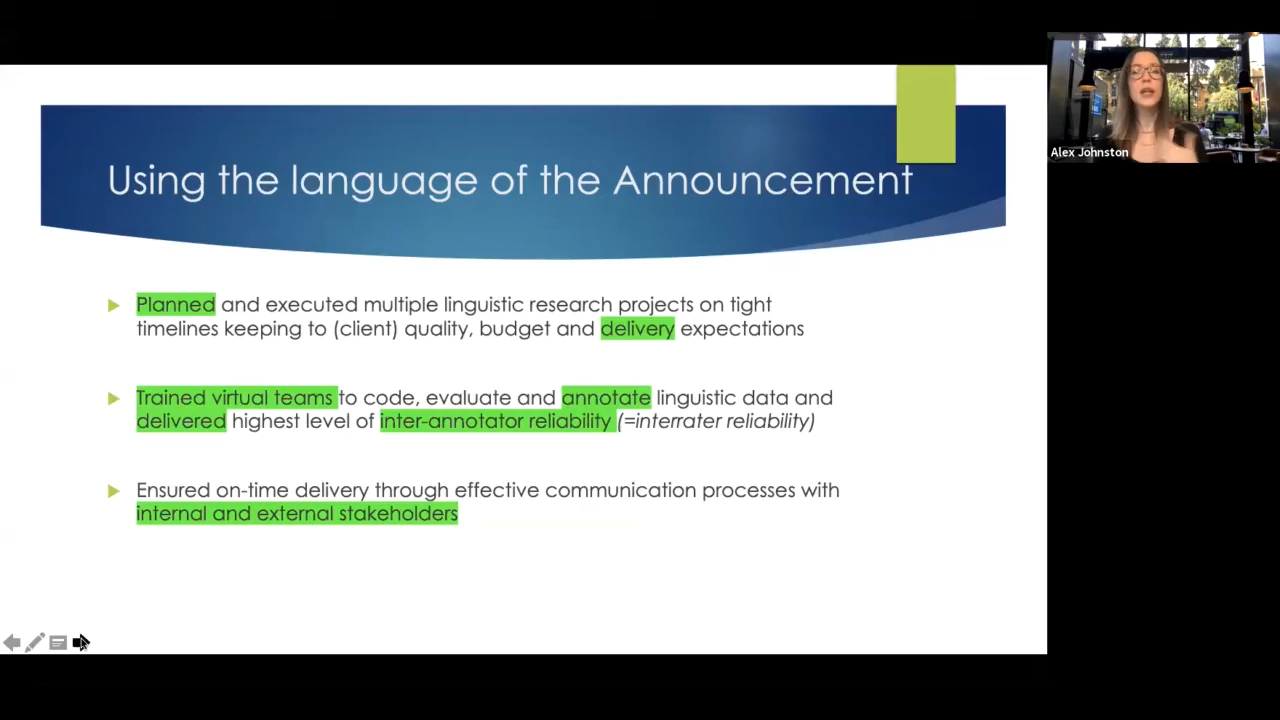 Using the language of the Announcement
Planned and executed multiple linguistic research projects on tight
timelines keeping to (client) quality, budget and delivery expectations
Trained virtual teams to code, evaluate and annotate linguistic data and
delivered highest level of inter-annotator reliability (=interrater reliability)
Ensured on-time delivery through effective communication processes with
internal and external stakeholders
Alex Johnston